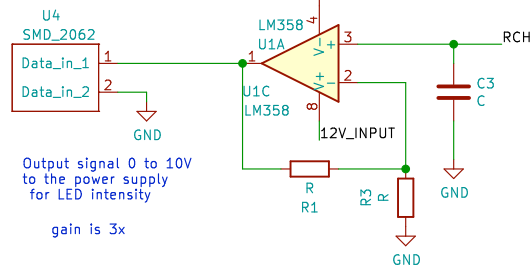 U4
SMD_2062
Data_in_1
1
Data_in_2
2
GND
LM358
U1A
4
V-
+
3
1
V+
-
2
8
U1C
LM358
12V_INPUT
RCH
C3
C
GND
R
R1
R3
R
GND
Output signal 0 to 10V
to the power supply
for LED intensity
gain is 3x